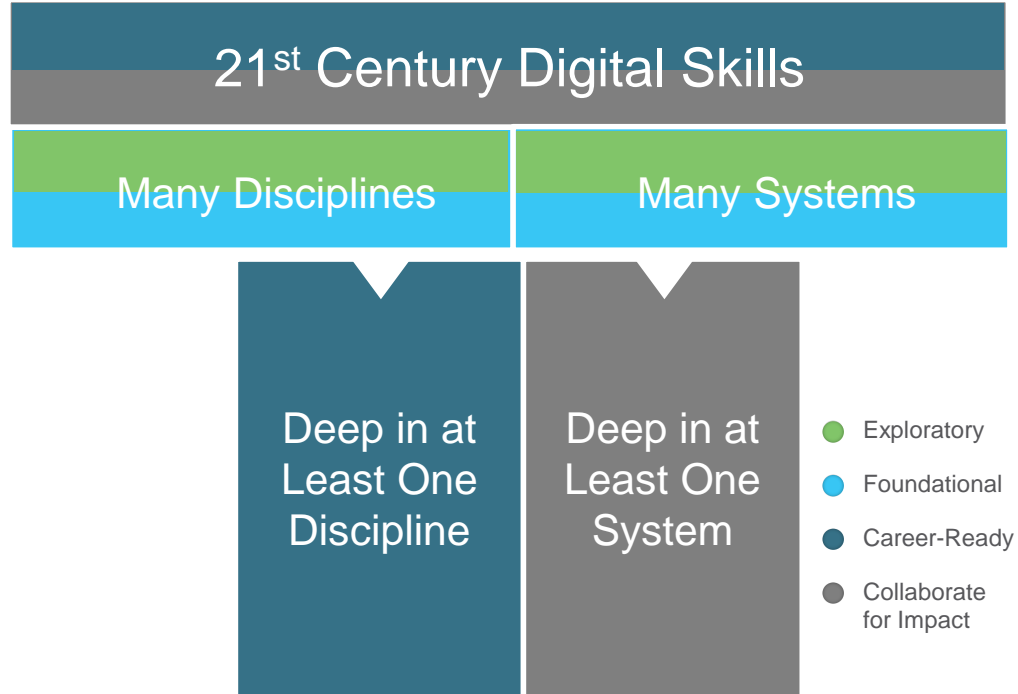 21st Century Digital Skills
Many Disciplines
Many Systems
Deep in at
Least One
Discipline
Deep in at
Least One
System
Exploratory
Foundational
Career-Ready
Collaborate
for Impact